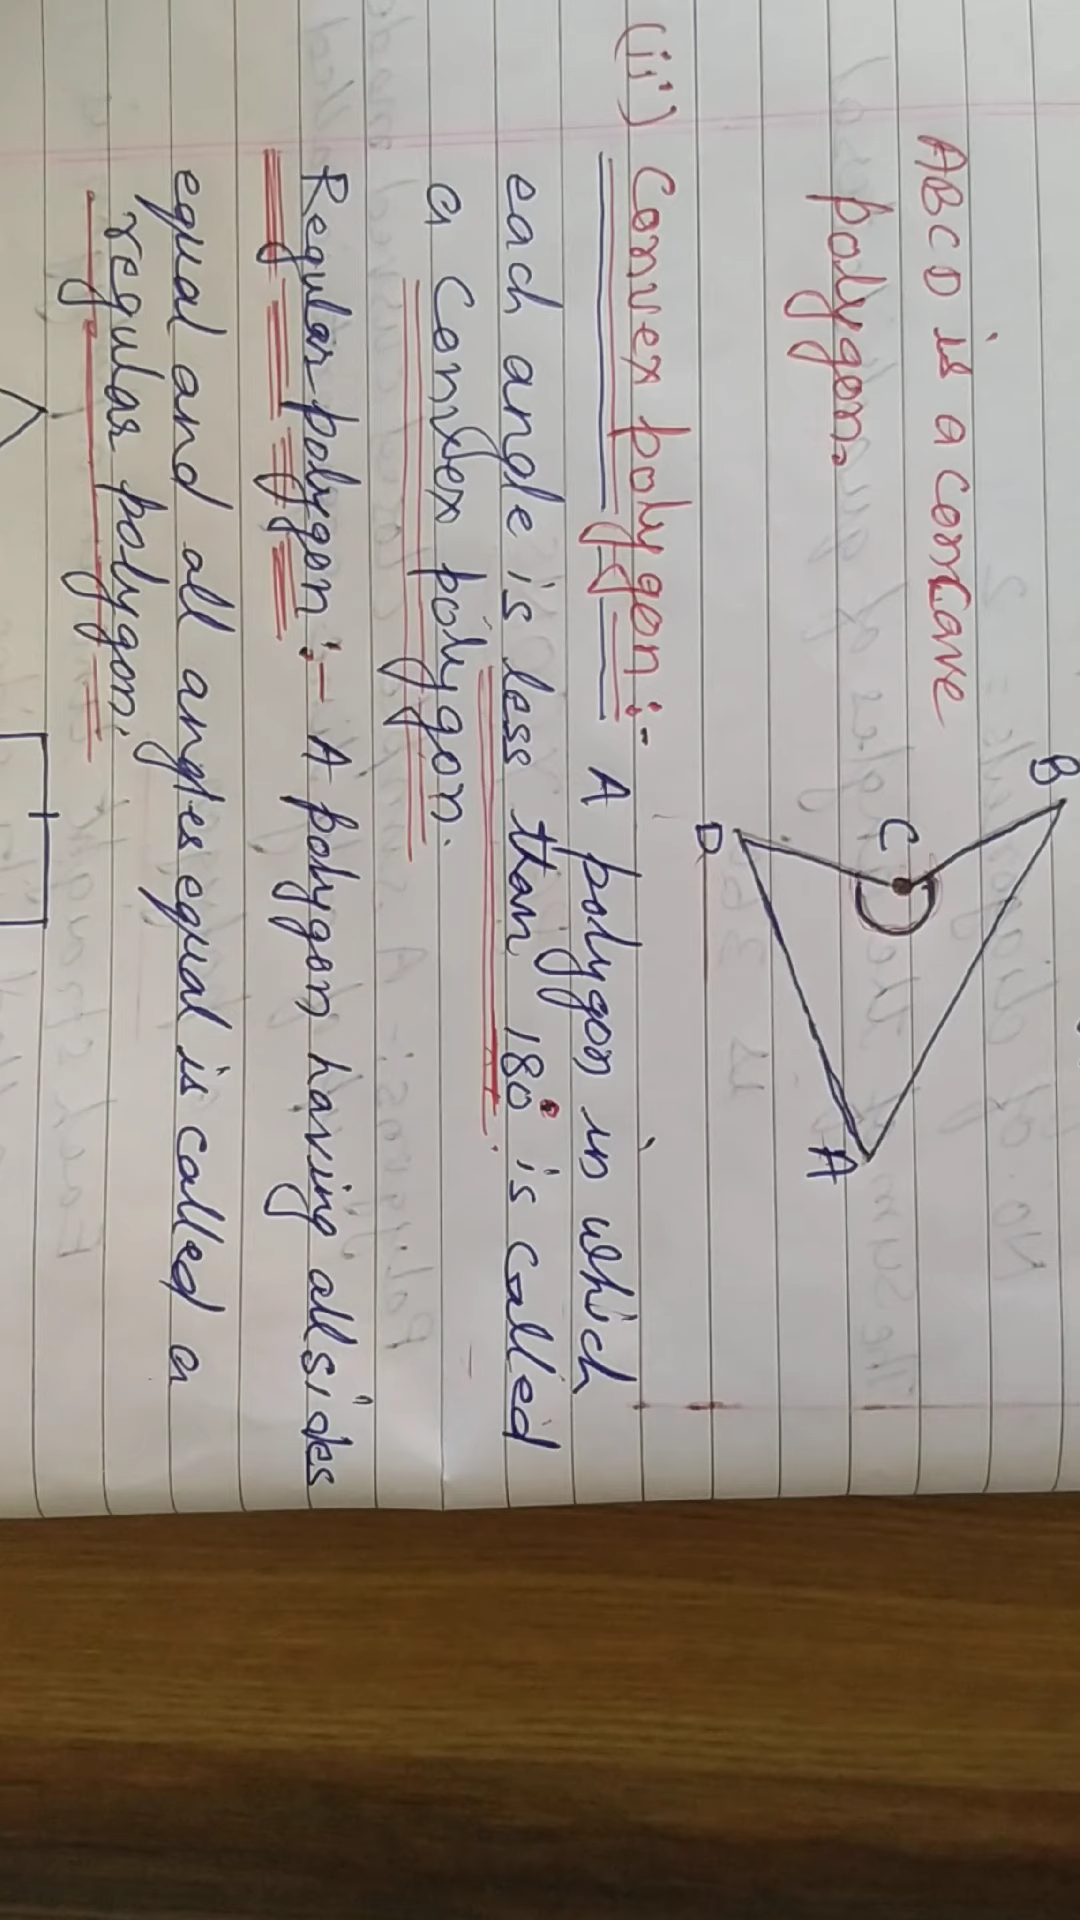 ABCD is a concave
polygon.
B
C
D
A
(ii) Convex polygon :- A polygon in which
each angle is less than 180° is called
a Convex polygon.
Regular polygon :- A polygon having all sides
equal and all angles equal is called a
regular polygon.